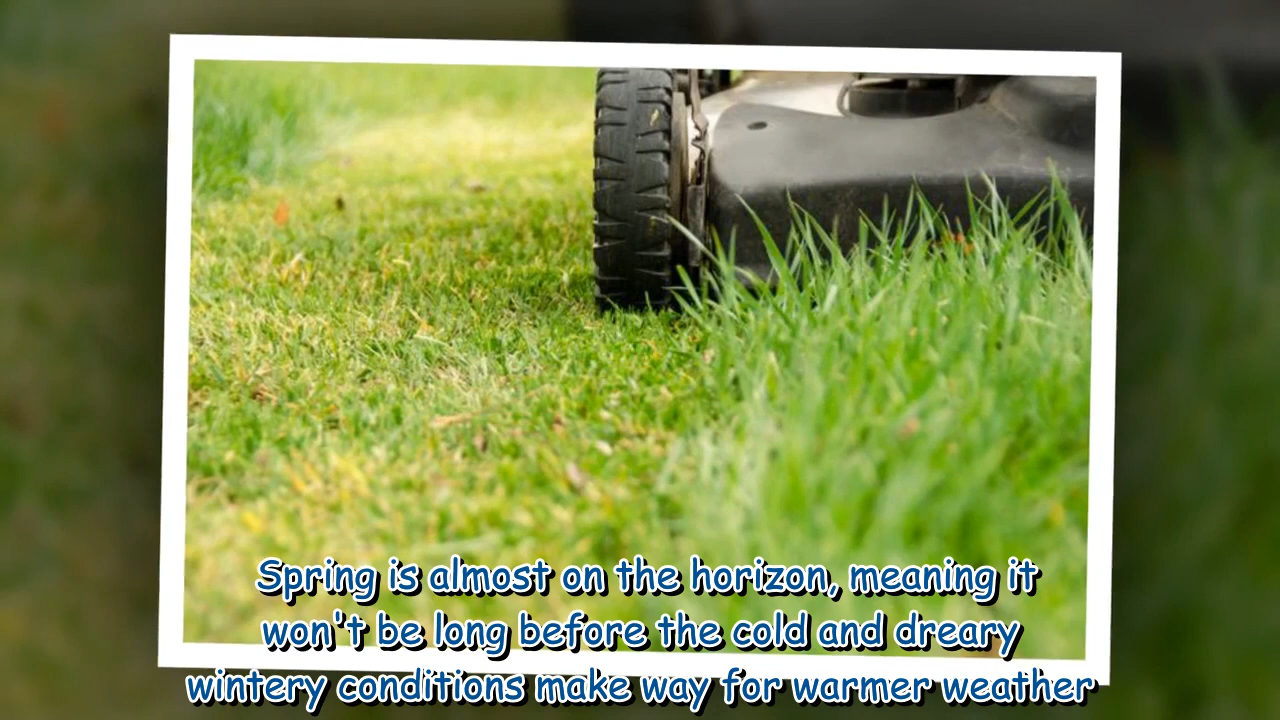 Spring is almost on the horizon, meaning it
won't be long before the cold and dreary
wintery conditions make way for warmer weather